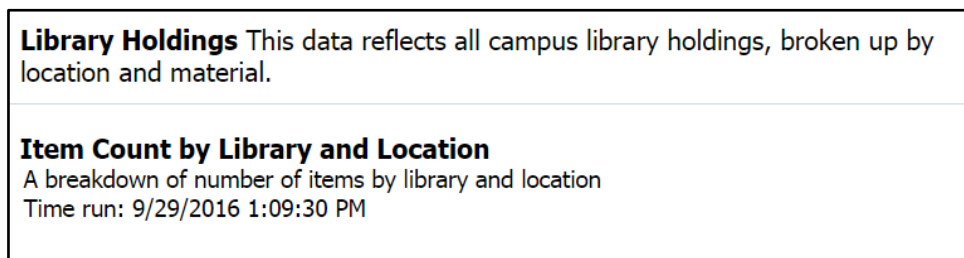 Library Holdings This data reflects all campus library holdings, broken up by
location and material.
Item Count by Library and Location
A breakdown of number of items by library and location
Time run: 9/29/2016 1:09:30 PM